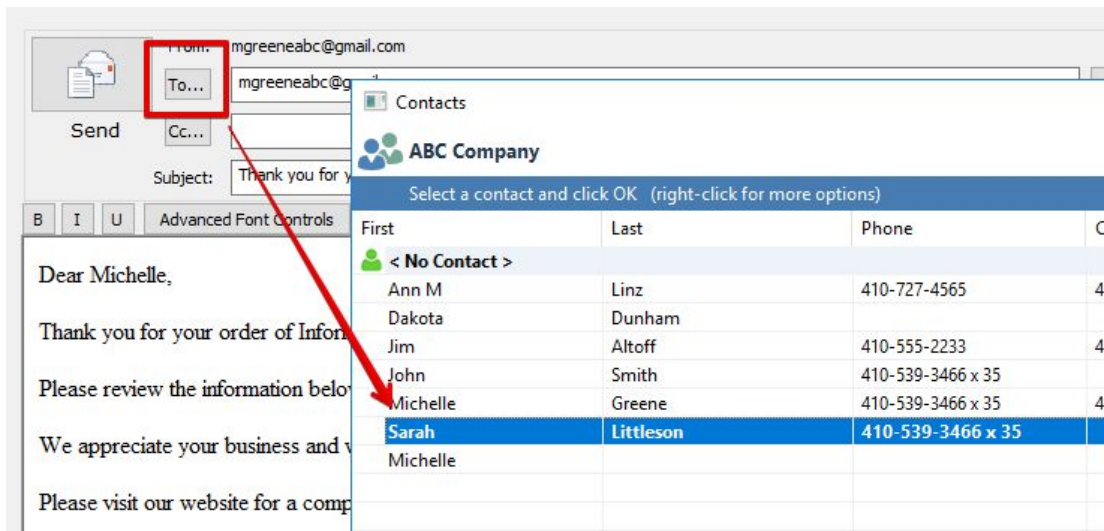 From: mgreeneabc@gmail.com
To... mgreeneabc@g
Contacts
Send
Cc...
ABC Company
Subject: Thank you for y
Select a contact and click OK (right-click for more options)
B I U Advanced Font Controls
First Last Phone
< No Contact >
Ann M Linz 410-727-4565 4
Dakota Dunham
Jim Altoff 410-555-2233 4
John Smith 410-539-3466 x 35
Michelle Greene 410-539-3466 x 35 4
Sarah Littleson 410-539-3466 x 35
Michelle
Dear Michelle,
Thank you for your order of Infor
Please review the information below
We appreciate your business and w
Please visit our website for a comp